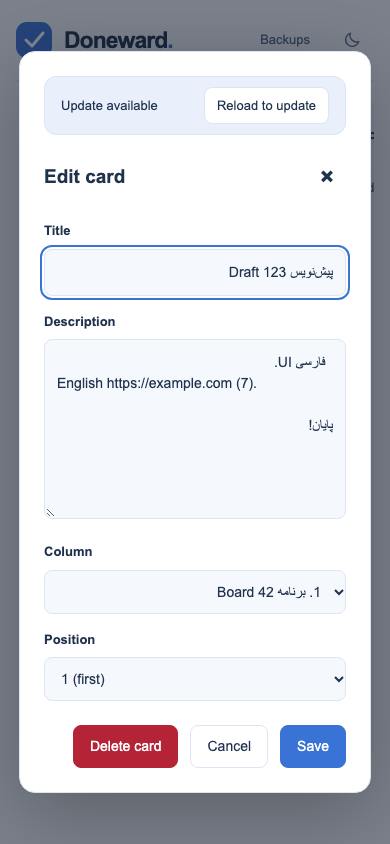 Doneward.
Backups
Update available
Reload to update
Edit card
Title
پیش‌نویس Draft 123
Description
فارسی UI.
English https://example.com (7).
پایان!
Column
1. برنامه Board 42
Position
1 (first)
Delete card
Cancel
Save